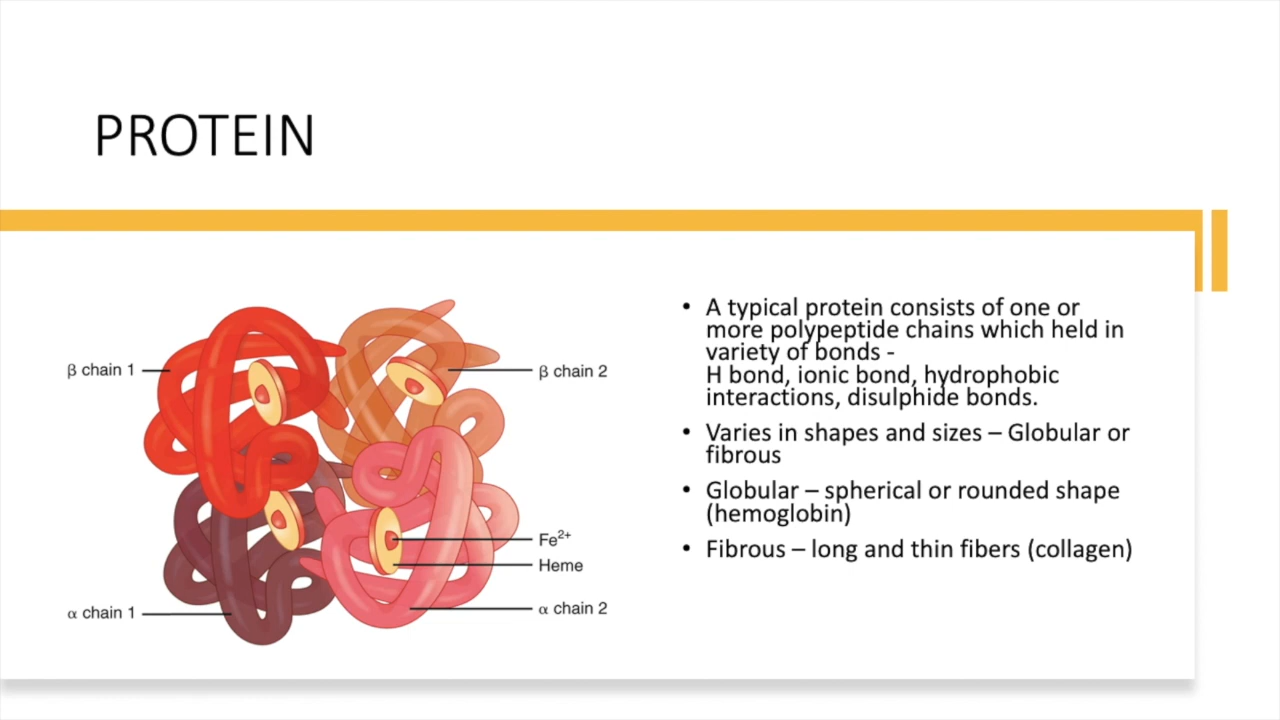 PROTEIN
β chain 1
β chain 2
Fe²⁺
Heme
α chain 1
α chain 2
• A typical protein consists of one or
more polypeptide chains which held in
variety of bonds -
H bond, ionic bond, hydrophobic
interactions, disulphide bonds.
• Varies in shapes and sizes – Globular or
fibrous
• Globular – spherical or rounded shape
(hemoglobin)
• Fibrous – long and thin fibers (collagen)